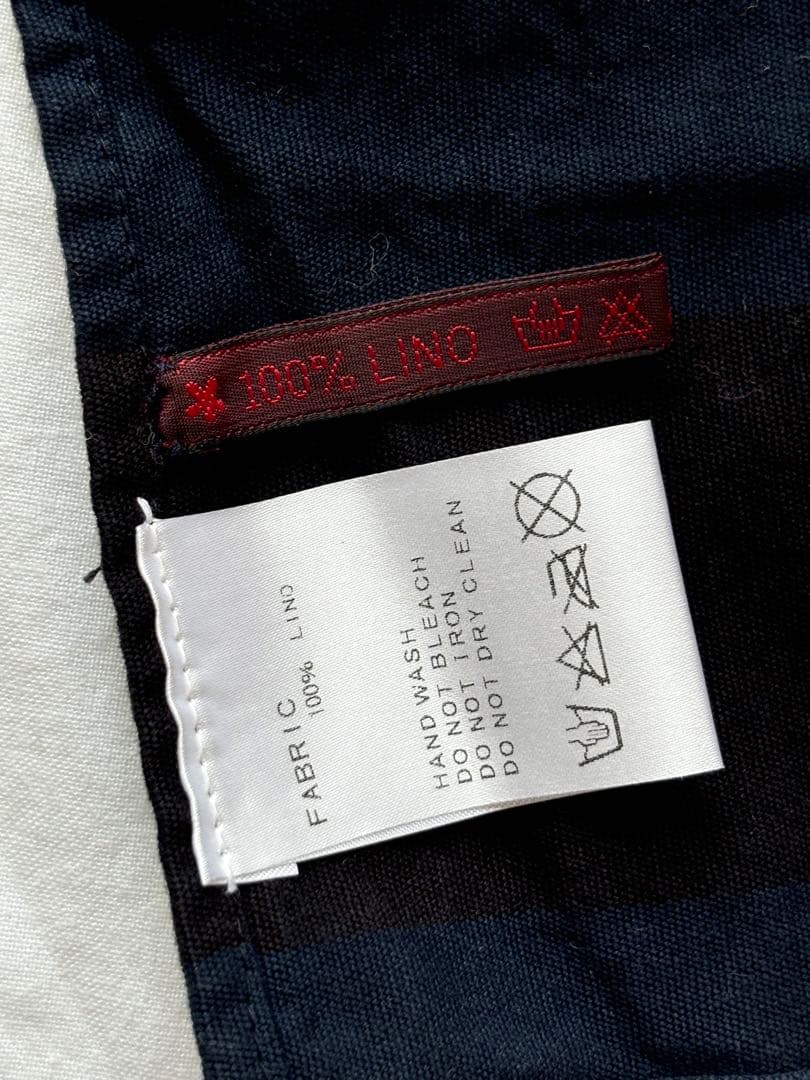 100% LINO
FABRIC
100% LINO
HAND WASH
DO NOT BLEACH
DO NOT IRON
DO NOT DRY CLEAN